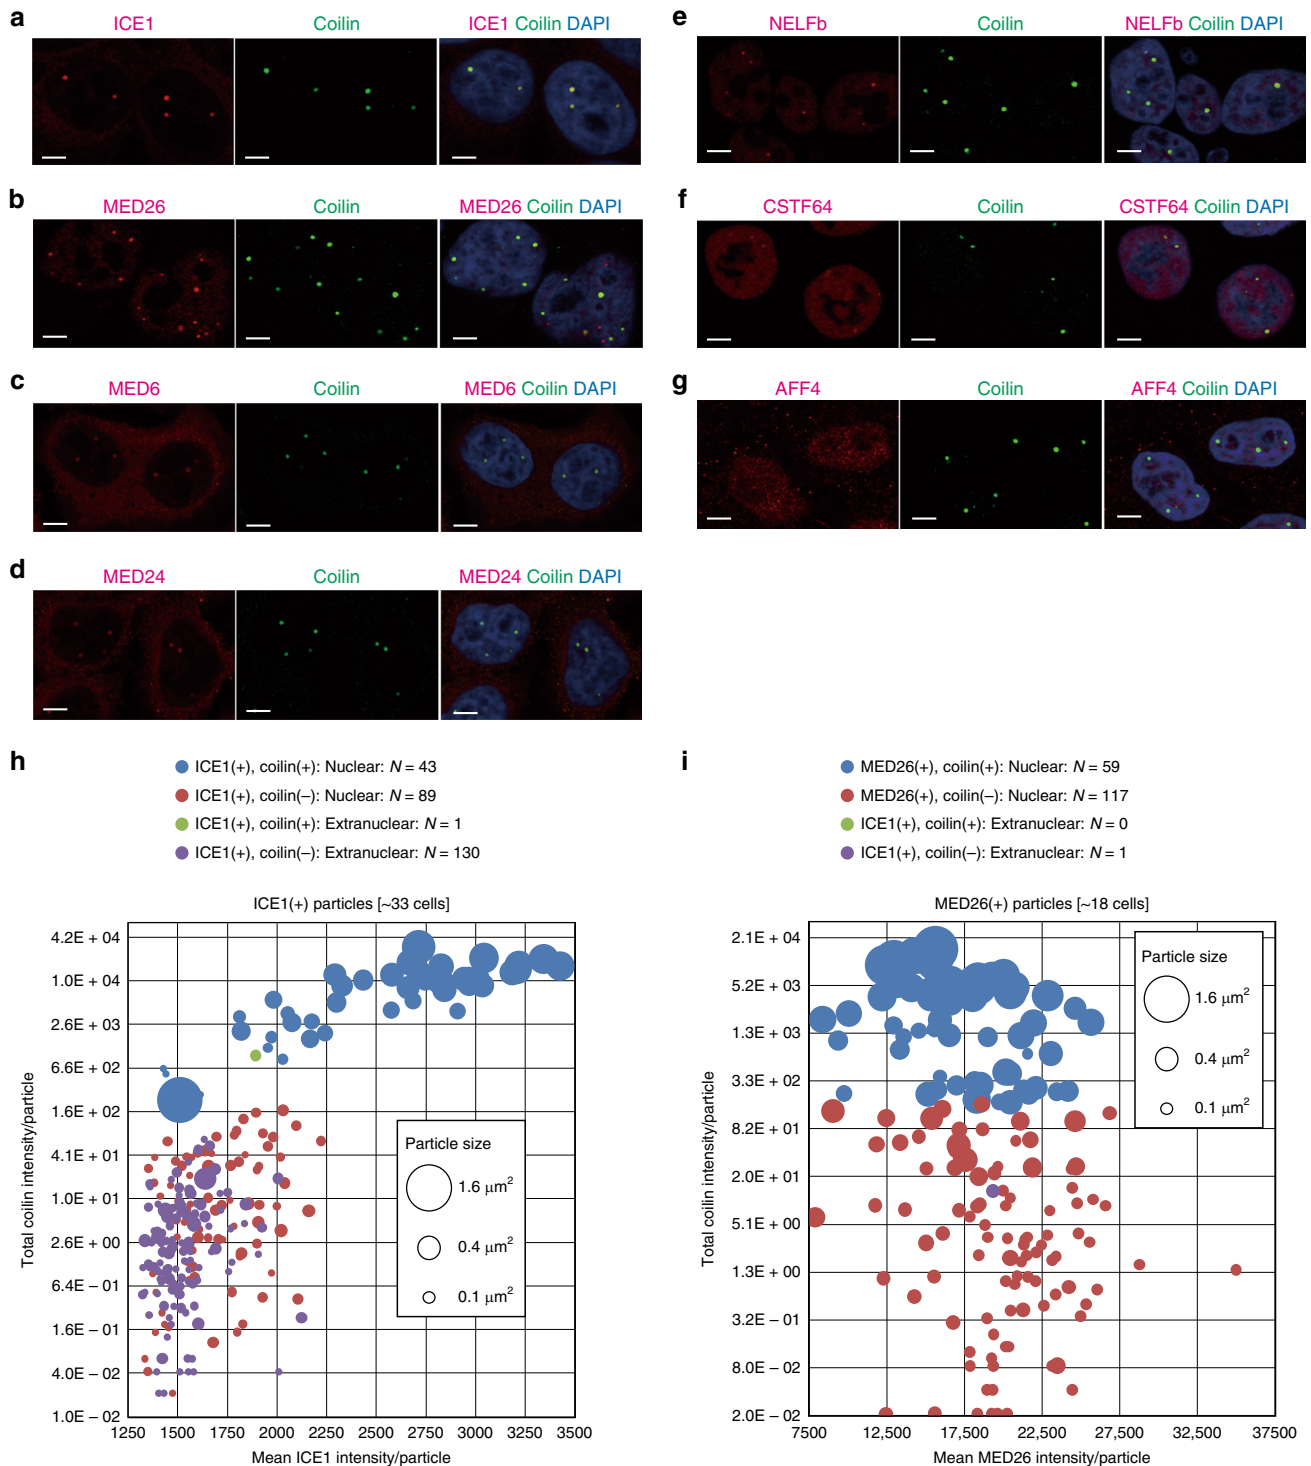 a
ICE1
Coilin
ICE1 Coilin DAPI
b
MED26
Coilin
MED26 Coilin DAPI
c
MED6
Coilin
MED6 Coilin DAPI
d
MED24
Coilin
MED24 Coilin DAPI
e
NELFb
Coilin
NELFb Coilin DAPI
f
CSTF64
Coilin
CSTF64 Coilin DAPI
g
AFF4
Coilin
AFF4 Coilin DAPI
h
ICE1(+), coilin(+): Nuclear: N = 43
ICE1(+), coilin(–): Nuclear: N = 89
ICE1(+), coilin(+): Extranuclear: N = 1
ICE1(+), coilin(–): Extranuclear: N = 130
ICE1(+) particles [~33 cells]
Total coilin intensity/particle
4.2E + 04
1.0E + 04
2.6E + 03
6.6E + 02
1.6E + 02
4.1E + 01
1.0E + 01
2.6E + 00
6.4E – 01
1.6E – 01
4.0E – 02
1.0E – 02
Particle size
1.6 μm²
0.4 μm²
0.1 μm²
1250 1500 1750 2000 2250 2500 2750 3000 3250 3500
Mean ICE1 intensity/particle
i
MED26(+), coilin(+): Nuclear: N = 59
MED26(+), coilin(–): Nuclear: N = 117
ICE1(+), coilin(+): Extranuclear: N = 0
ICE1(+), coilin(–): Extranuclear: N = 1
MED26(+) particles [~18 cells]
Total coilin intensity/particle
2.1E + 04
5.2E + 03
1.3E + 03
3.3E + 02
8.2E + 01
2.0E + 01
5.1E + 00
1.3E + 00
3.2E – 01
8.0E – 02
2.0E – 02
Particle size
1.6 μm²
0.4 μm²
0.1 μm²
7500 12,500 17,500 22,500 27,500 32,500 37500
Mean MED26 intensity/particle